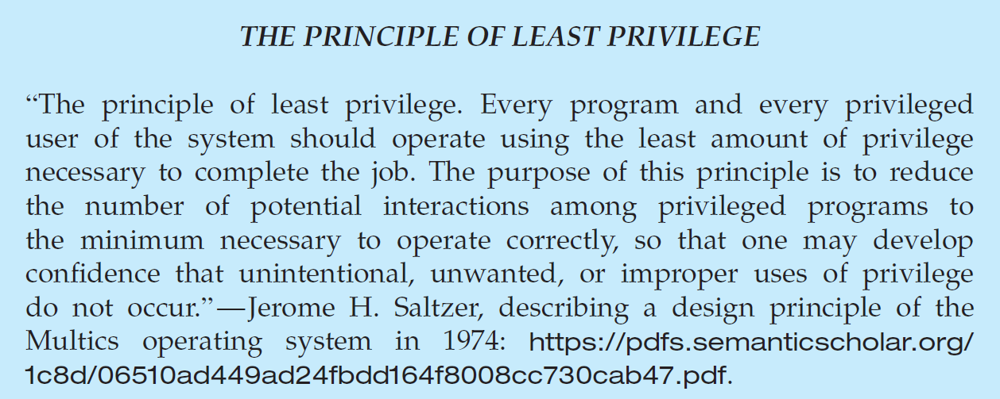 THE PRINCIPLE OF LEAST PRIVILEGE
“The principle of least privilege. Every program and every privileged
user of the system should operate using the least amount of privilege
necessary to complete the job. The purpose of this principle is to reduce
the number of potential interactions among privileged programs to
the minimum necessary to operate correctly, so that one may develop
confidence that unintentional, unwanted, or improper uses of privilege
do not occur.”—Jerome H. Saltzer, describing a design principle of the
Multics operating system in 1974: https://pdfs.semanticscholar.org/
1c8d/06510ad449ad24fbdd164f8008cc730cab47.pdf.